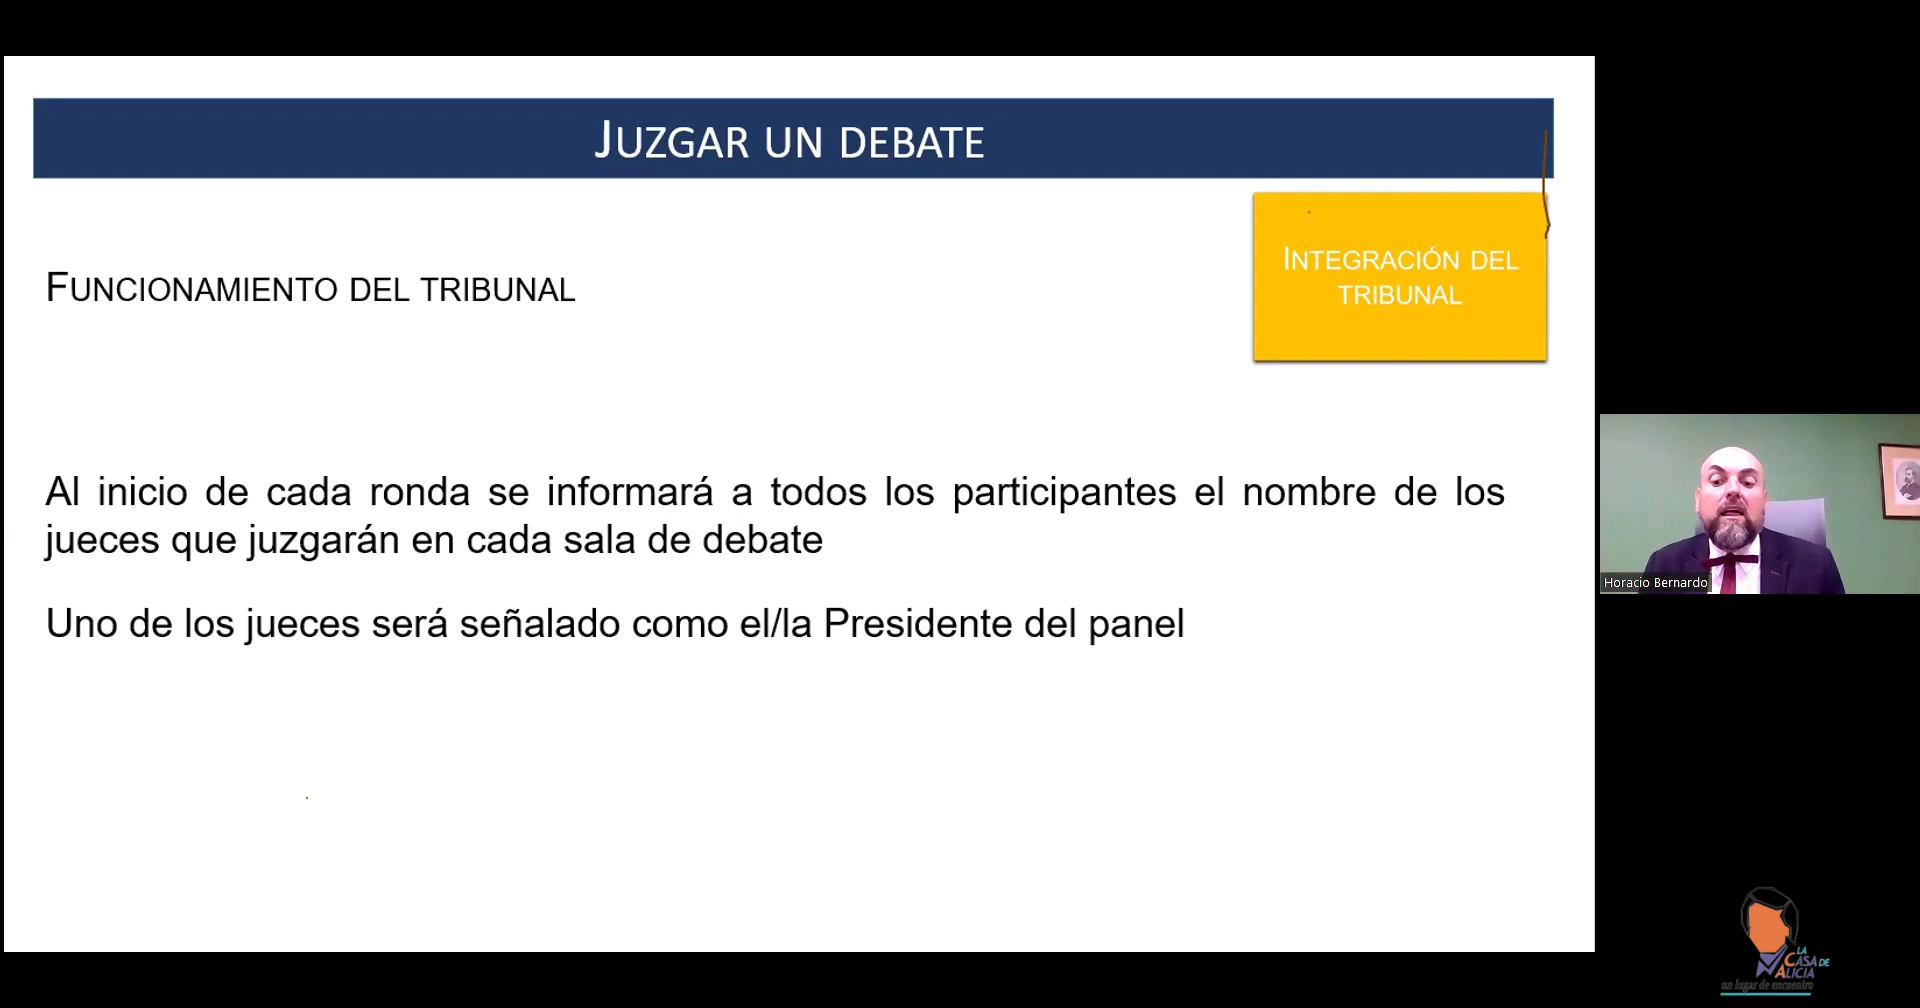 JUZGAR UN DEBATE
INTEGRACIÓN DEL
TRIBUNAL
FUNCIONAMIENTO DEL TRIBUNAL
Al inicio de cada ronda se informará a todos los participantes el nombre de los
jueces que juzgarán en cada sala de debate
Uno de los jueces será señalado como el/la Presidente del panel
Horacio Bernardo
LA
CASA DE
ALICIA
un lugar de encuentro